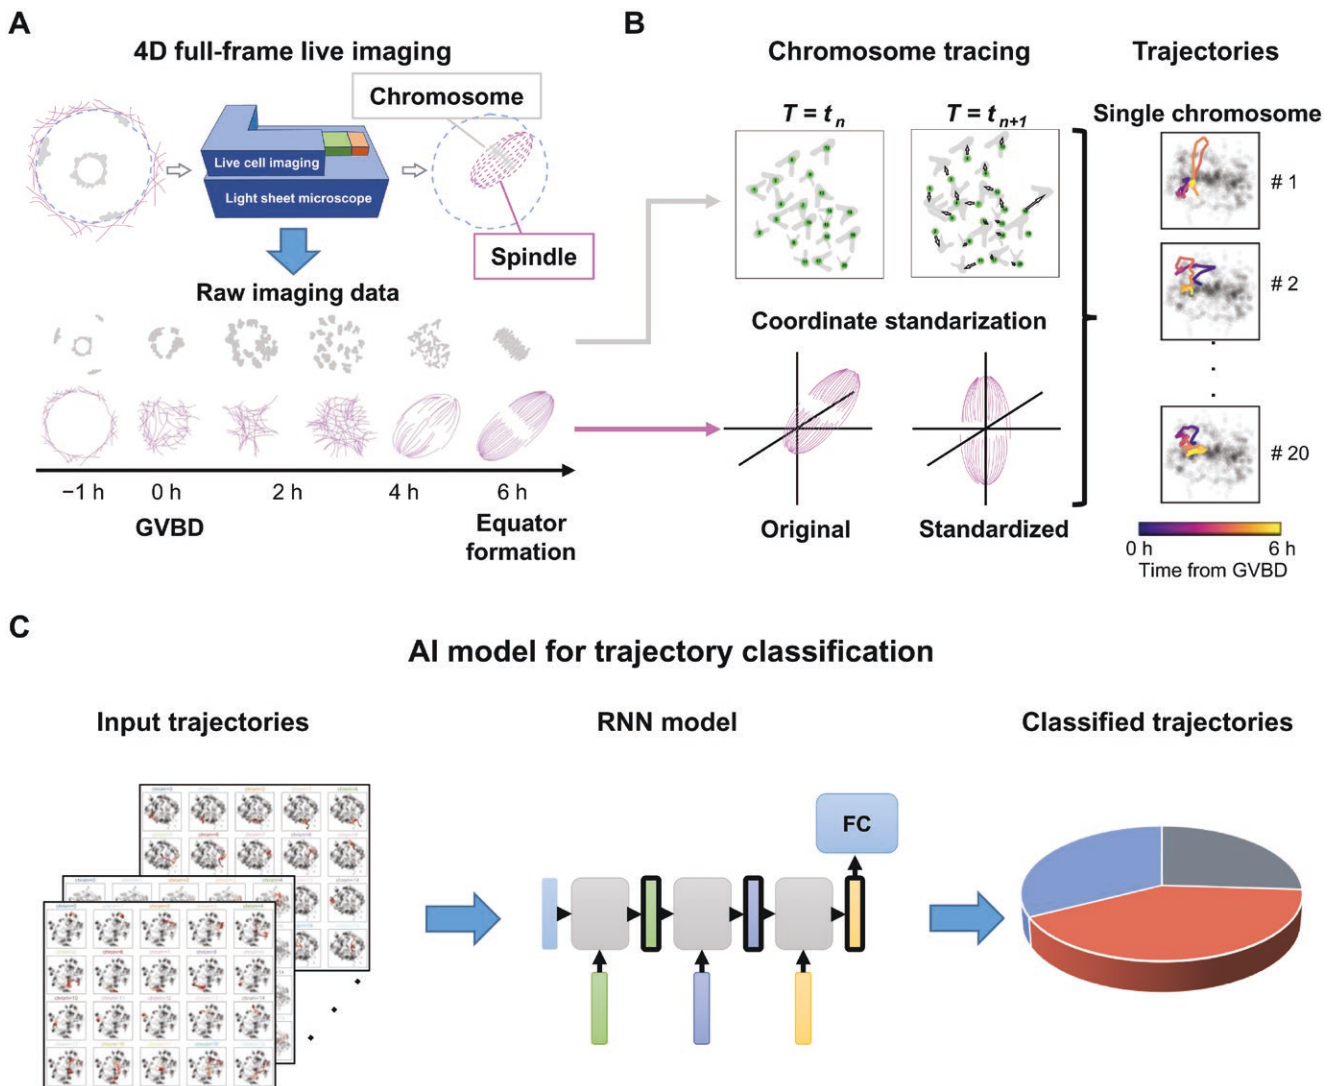 A
4D full-frame live imaging
Chromosome
Live cell imaging
Light sheet microscope
Spindle
Raw imaging data
−1 h 0 h 2 h 4 h 6 h
GVBD
Equator
formation
B
Chromosome tracing
T = t n
T = t n+1
Coordinate standarization
Original
Standardized
Trajectories
Single chromosome
# 1
# 2
# 20
0 h 6 h
Time from GVBD
C
AI model for trajectory classification
Input trajectories
RNN model
FC
Classified trajectories